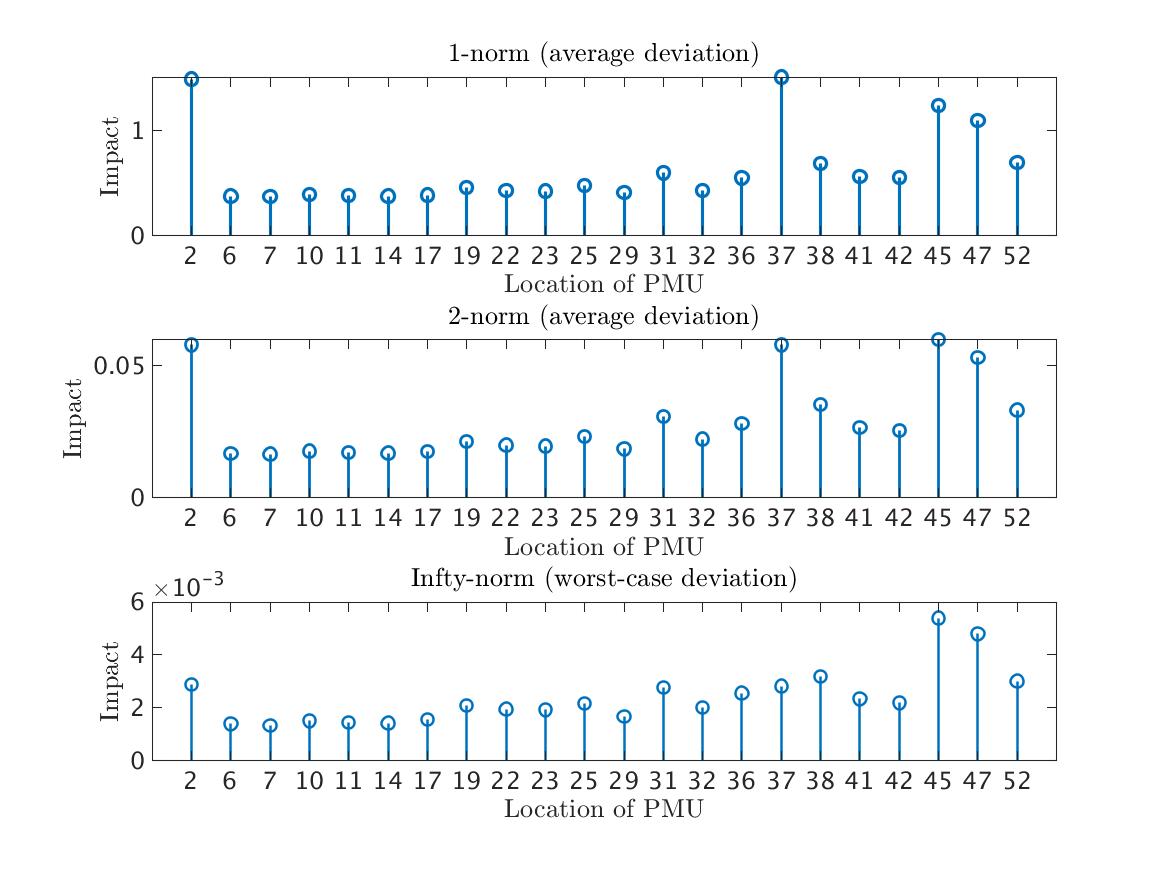 1-norm (average deviation)
Impact
1
0
2 6 7 10 11 14 17 19 22 23 25 29 31 32 36 37 38 41 42 45 47 52
Location of PMU
2-norm (average deviation)
Impact
0.05
0
2 6 7 10 11 14 17 19 22 23 25 29 31 32 36 37 38 41 42 45 47 52
Location of PMU
Infty-norm (worst-case deviation)
×10⁻³
Impact
6
4
2
0
2 6 7 10 11 14 17 19 22 23 25 29 31 32 36 37 38 41 42 45 47 52
Location of PMU